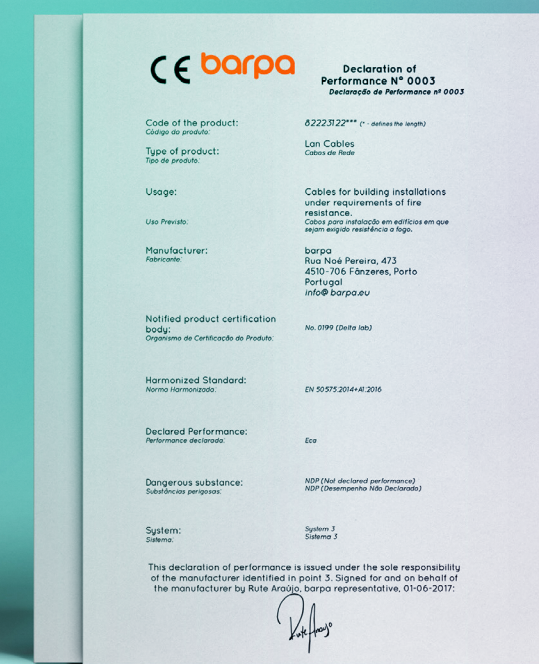 CE barpa
Declaration of
Performance Nº 0003
Declaração de Performance nº 0003
Code of the product:
Código do produto:
82223122*** (* - defines the length)
Type of product:
Tipo de produto:
Lan Cables
Cabos de Rede
Usage:
Cables for building installations
under requirements of fire
resistance.
Uso Previsto:
Cabos para instalação em edifícios em que
sejam exigido resistência a fogo.
Manufacturer:
Fabricante:
barpa
Rua Noé Pereira, 473
4510-706 Fânzeres, Porto
Portugal
info@barpa.eu
Notified product certification
body:
Organismo de Certificação do Produto:
No. 0199 (Delta lab)
Harmonized Standard:
Norma Harmonizada:
EN 50575:2014+A1:2016
Declared Performance:
Performance declarada:
Eca
Dangerous substance:
Substâncias perigosas:
NDP (Not declared performance)
NDP (Desempenho Não Declarado)
System:
Sistema:
System 3
Sistema 3
This declaration of performance is issued under the sole responsibility
of the manufacturer identified in point 3. Signed for and on behalf of
the manufacturer by Rute Araújo, barpa representative, 01-06-2017:
Rute Araújo